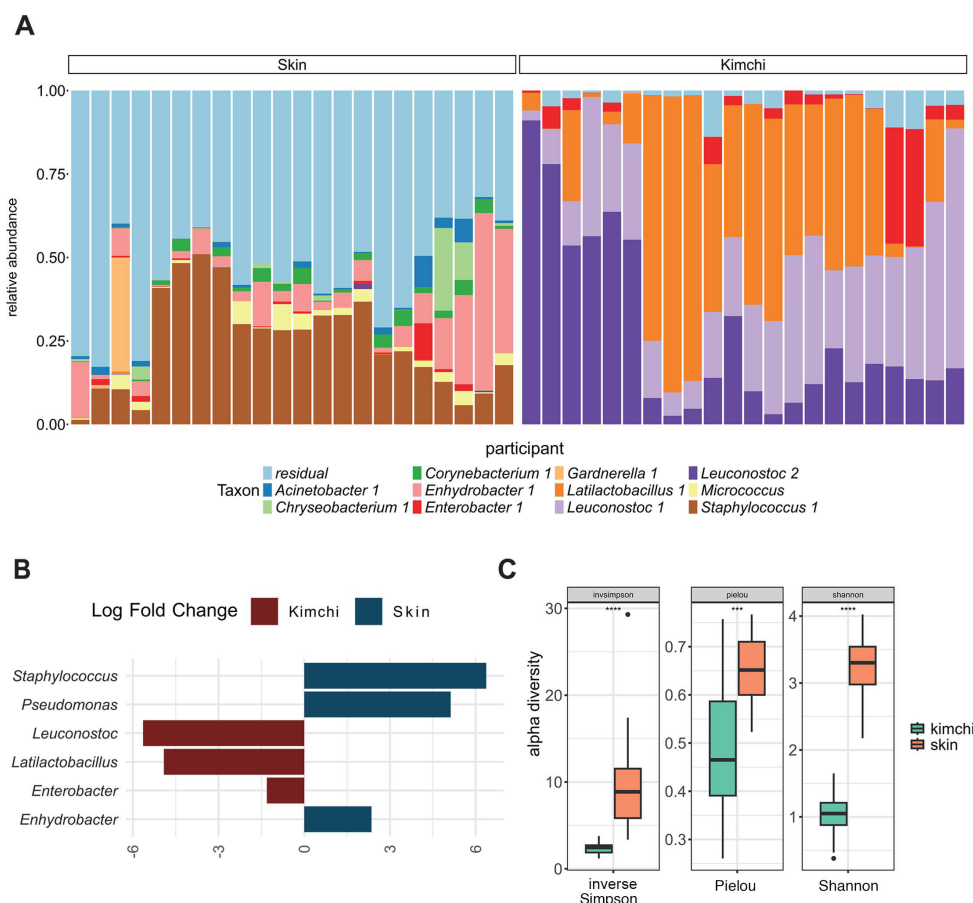 A
Skin
Kimchi
relative abundance
1.00
0.75
0.50
0.25
0.00
participant
Taxon
residual
Acinetobacter 1
Chryseobacterium 1
Corynebacterium 1
Enhydrobacter 1
Enterobacter 1
Gardnerella 1
Latilactobacillus 1
Leuconostoc 1
Leuconostoc 2
Micrococcus
Staphylococcus 1
B
Log Fold Change
Kimchi
Skin
Staphylococcus
Pseudomonas
Leuconostoc
Latilactobacillus
Enterobacter
Enhydrobacter
-6
-3
0
3
6
C
alpha diversity
invsimpson
****
30
20
10
0
inverse
Simpson
pielou
***
0.7
0.6
0.5
0.4
0.3
Pielou
shannon
****
4
3
2
1
Shannon
kimchi
skin